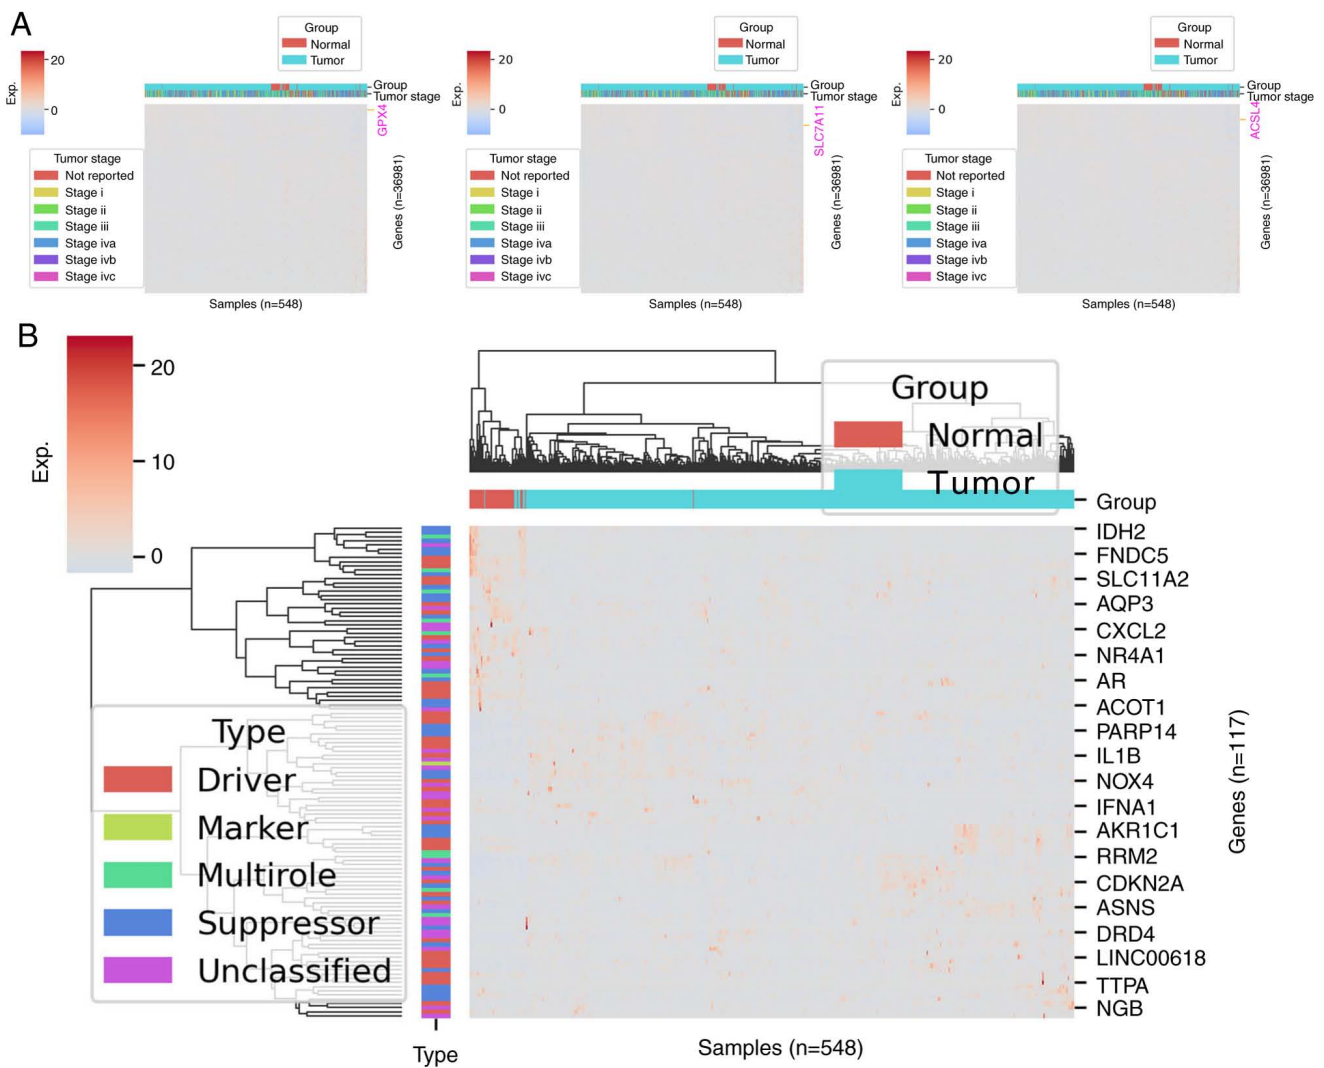 A
Group
Normal
Tumor
Exp.
20
0
Group
Tumor stage
GPX4
Tumor stage
Not reported
Stage i
Stage ii
Stage iii
Stage iva
Stage ivb
Stage ivc
Genes (n=36981)
Samples (n=548)
Group
Normal
Tumor
Exp.
20
0
Group
Tumor stage
SLC7A11
Tumor stage
Not reported
Stage i
Stage ii
Stage iii
Stage iva
Stage ivb
Stage ivc
Genes (n=36981)
Samples (n=548)
Group
Normal
Tumor
Exp.
20
0
Group
Tumor stage
ACSL4
Tumor stage
Not reported
Stage i
Stage ii
Stage iii
Stage iva
Stage ivb
Stage ivc
Genes (n=36981)
Samples (n=548)
B
Exp.
20
10
0
Group
Normal
Tumor
Group
IDH2
FNDC5
SLC11A2
AQP3
CXCL2
NR4A1
AR
ACOT1
PARP14
IL1B
NOX4
IFNA1
AKR1C1
RRM2
CDKN2A
ASNS
DRD4
LINC00618
TTPA
NGB
Genes (n=117)
Type
Driver
Marker
Multirole
Suppressor
Unclassified
Type
Samples (n=548)